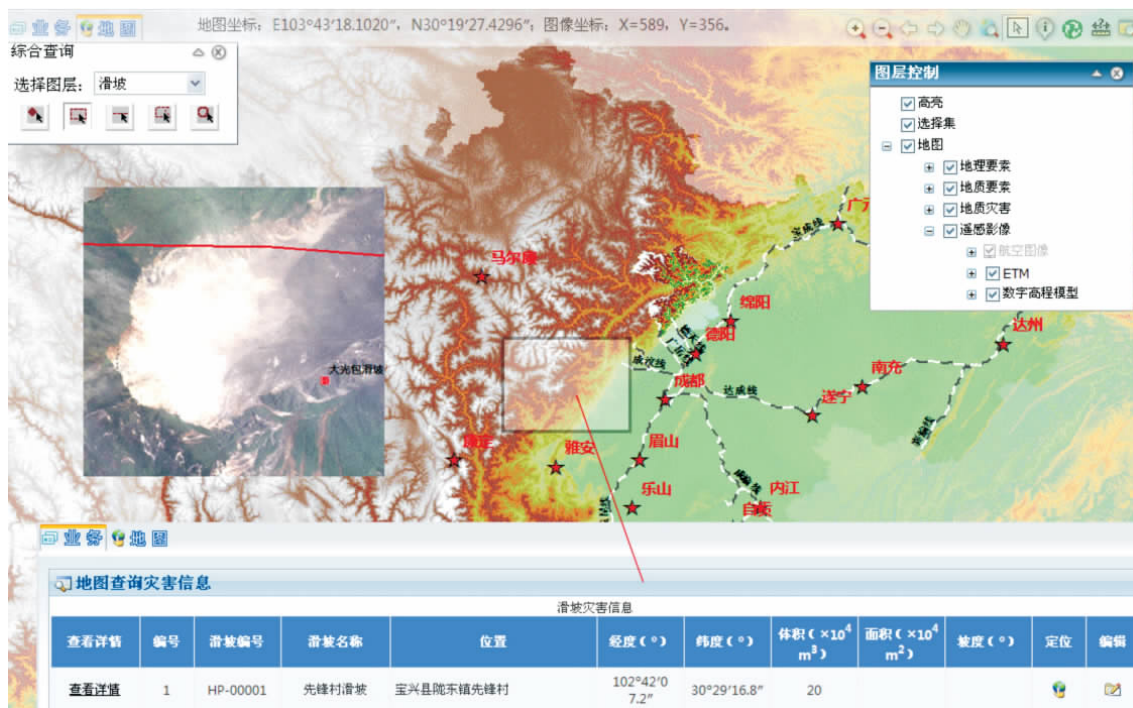 业务 地图
地图坐标：E103°43′18.1020″，N30°19′27.4296″；图像坐标：X=589，Y=356。
综合查询
选择图层： 滑坡
图层控制
高亮
选择集
地图
地理要素
地质要素
地质灾害
遥感影像
航空图像
ETM
数字高程模型
广元
宝成线
马尔康
绵阳
德阳
达州
成汶线
成都
南充
达成线
遂宁
大光包滑坡
康定
雅安
眉山
乐山
内江
自贡
业务 地图
地图查询灾害信息
滑坡灾害信息
查看详情 编号 滑坡编号 滑坡名称 位置 经度(°) 纬度(°) 体积(×10⁴ m³) 面积(×10⁴ m²) 坡度(°) 定位 编辑
查看详情 1 HP-00001 先锋村滑坡 宝兴县陇东镇先锋村 102°42′07.2″ 30°29′16.8″ 20